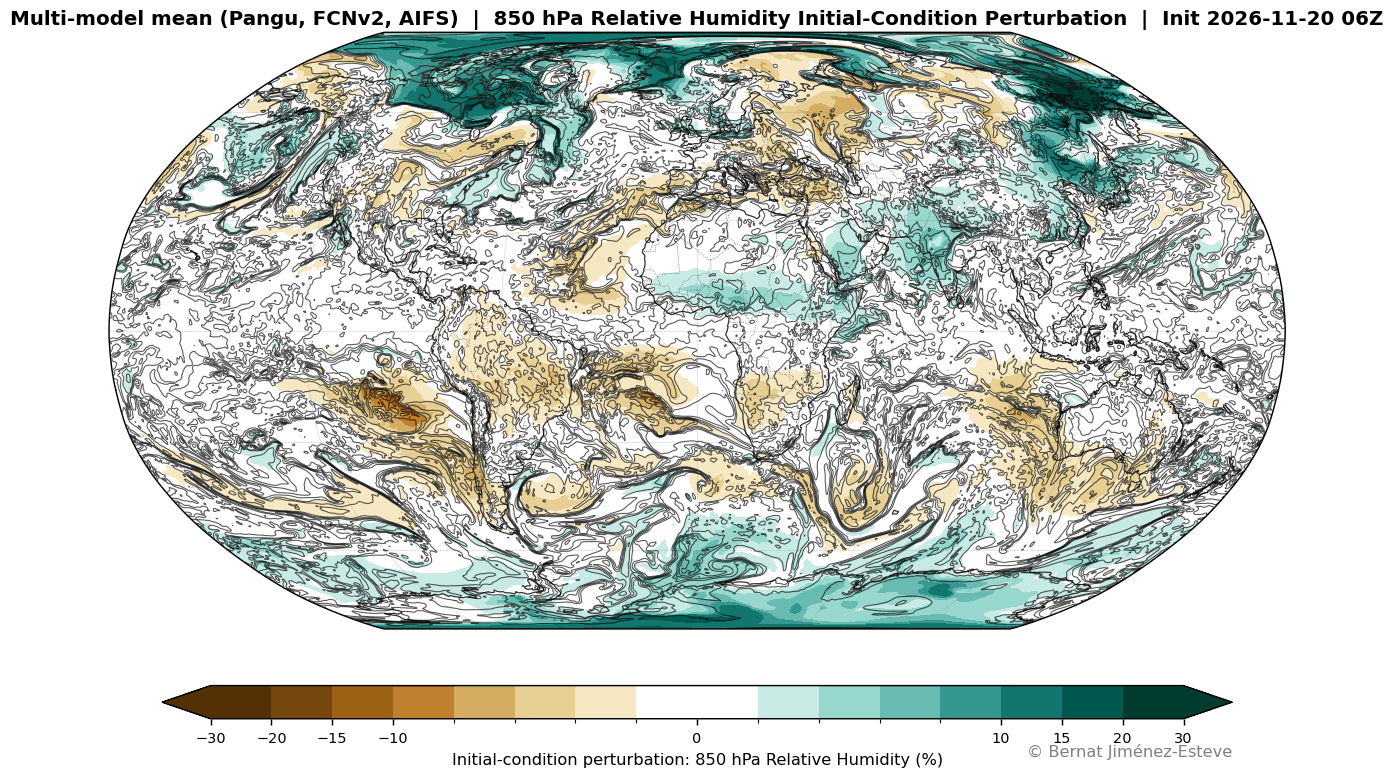 Multi-model mean (Pangu, FCNv2, AIFS)  |  850 hPa Relative Humidity Initial-Condition Perturbation  |  Init 2026-11-20 06Z
−30 −20 −15 −10 0 10 15 20 30
Initial-condition perturbation: 850 hPa Relative Humidity (%)
© Bernat Jiménez-Esteve